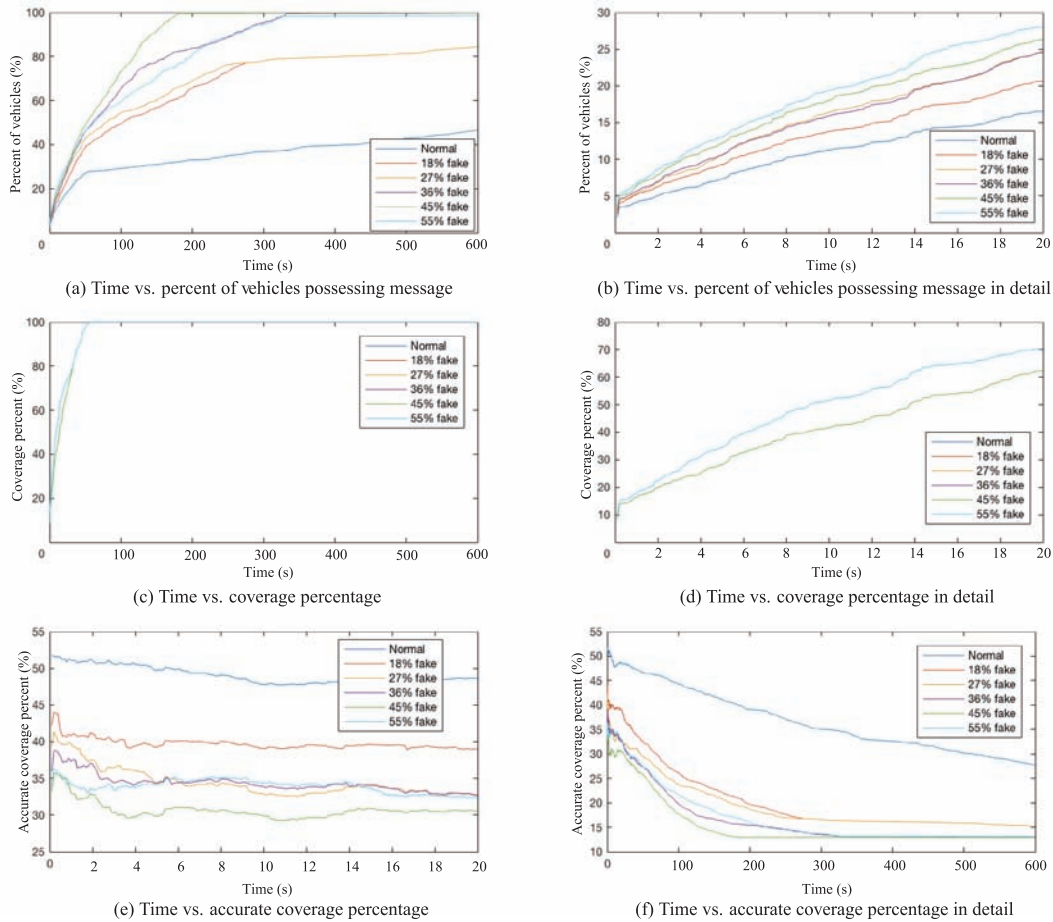 Percent of vehicles (%)
100
80
60
40
20
0
100 200 300 400 500 600
Normal
18% fake
27% fake
36% fake
45% fake
55% fake
Time (s)
(a) Time vs. percent of vehicles possessing message
Percent of vehicles (%)
30
25
20
15
10
5
0
2 4 6 8 10 12 14 16 18 20
Normal
18% fake
27% fake
36% fake
45% fake
55% fake
Time (s)
(b) Time vs. percent of vehicles possessing message in detail
Coverage percent (%)
100
80
60
40
20
0
100 200 300 400 500 600
Normal
18% fake
27% fake
36% fake
45% fake
55% fake
Time (s)
(c) Time vs. coverage percentage
Coverage percent (%)
80
70
60
50
40
30
20
10
0
2 4 6 8 10 12 14 16 18 20
Normal
18% fake
27% fake
36% fake
45% fake
55% fake
Time (s)
(d) Time vs. coverage percentage in detail
Accurate coverage percent (%)
55
50
45
40
35
30
25
0
2 4 6 8 10 12 14 16 18 20
Normal
18% fake
27% fake
36% fake
45% fake
55% fake
Time (s)
(e) Time vs. accurate coverage percentage
Accurate coverage percent (%)
55
50
45
40
35
30
25
20
15
10
0
100 200 300 400 500 600
Normal
18% fake
27% fake
36% fake
45% fake
55% fake
Time (s)
(f) Time vs. accurate coverage percentage in detail